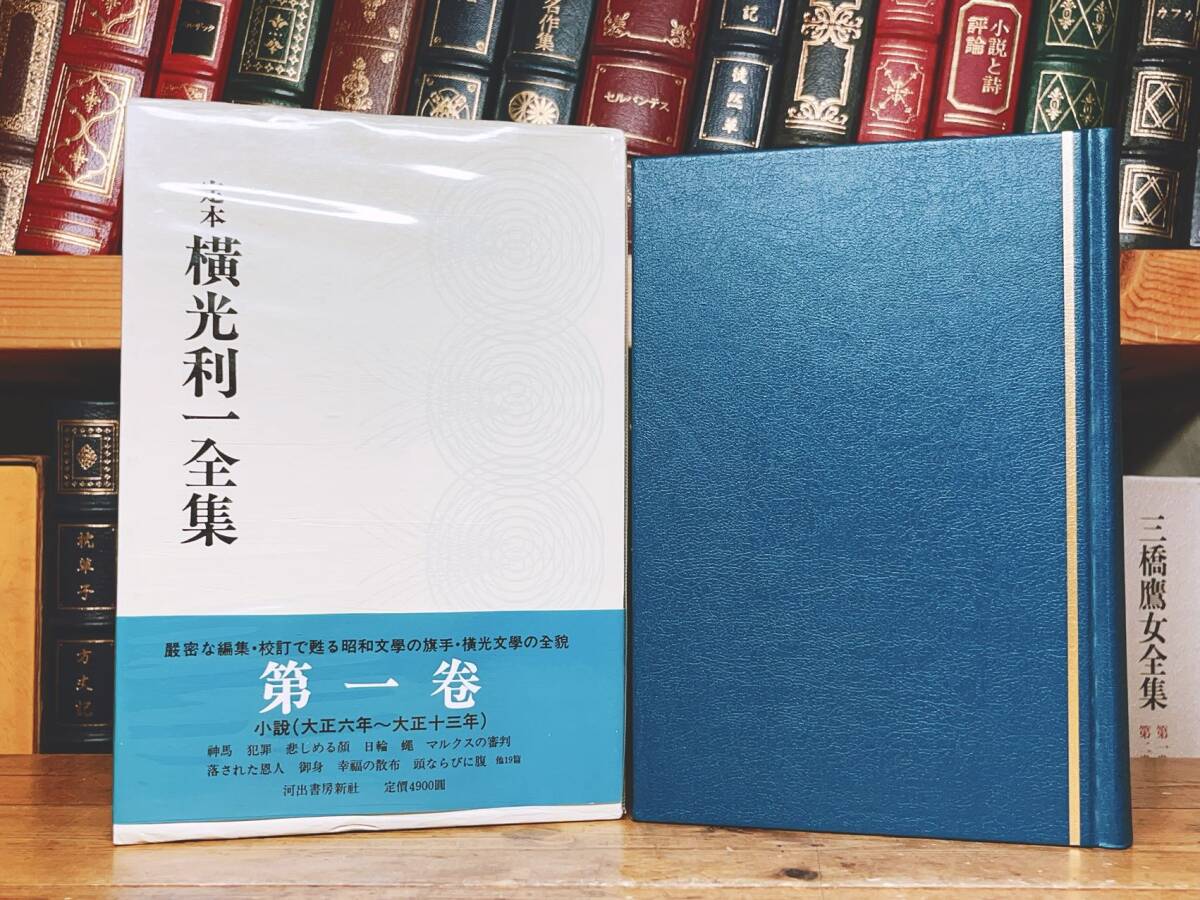 定本
横光利一全集
嚴密な編集・校訂で甦る昭和文學の旗手・横光文學の全貌
第一卷
小説(大正六年〜大正十三年)
神馬 犯罪 悲しめる顔 日輪 蠅 マルクスの審判
落された恩人 御身 幸福の散布 頭ならびに腹 他19篇
河出書房新社 定價4900圓
名作集
セルバンテス
記
小説と詩
評論
枕草子
方丈記
三橋鷹女全集
第一
第二